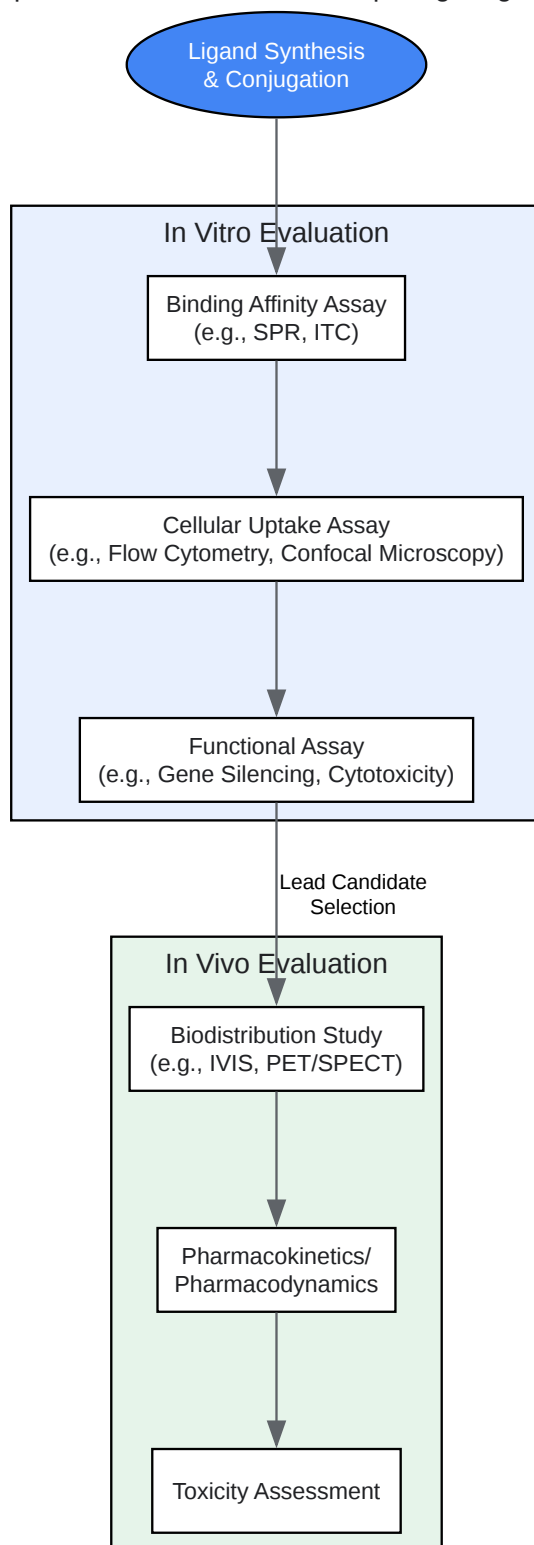 Ligand Synthesis
& Conjugation
In Vitro Evaluation
Binding Affinity Assay
(e.g., SPR, ITC)
Cellular Uptake Assay
(e.g., Flow Cytometry, Confocal Microscopy)
Functional Assay
(e.g., Gene Silencing, Cytotoxicity)
Lead Candidate
Selection
In Vivo Evaluation
Biodistribution Study
(e.g., IVIS, PET/SPECT)
Pharmacokinetics/
Pharmacodynamics
Toxicity Assessment